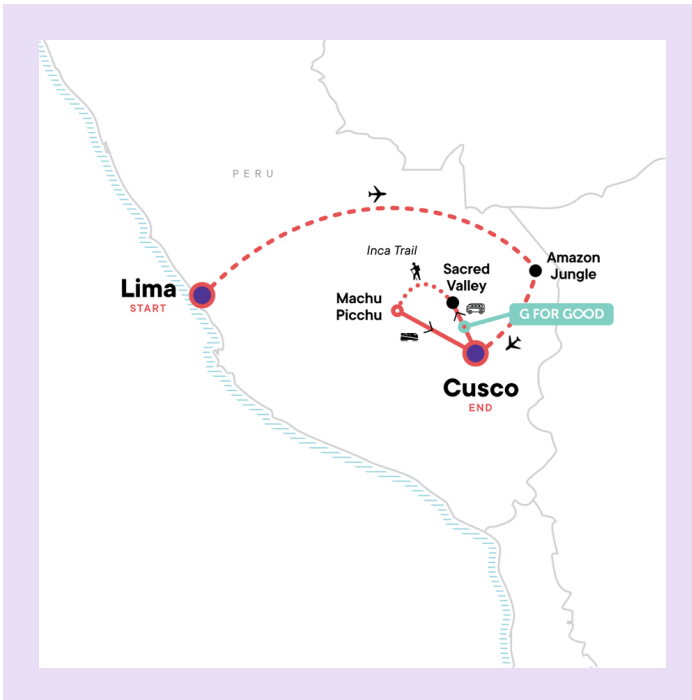 PERU
Inca Trail
Amazon
Jungle
Sacred
Valley
Lima
START
Machu
Picchu
G FOR GOOD
Cusco
END